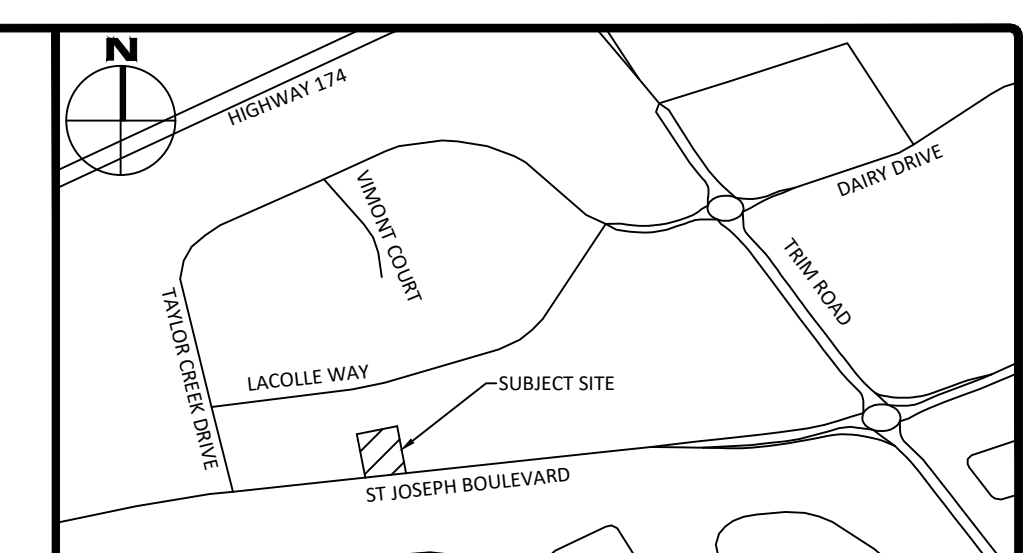 N
HIGHWAY 174
VIMONT COURT
DAIRY DRIVE
TRIM ROAD
TAYLOR CREEK DRIVE
LACOLLE WAY
SUBJECT SITE
ST JOSEPH BOULEVARD